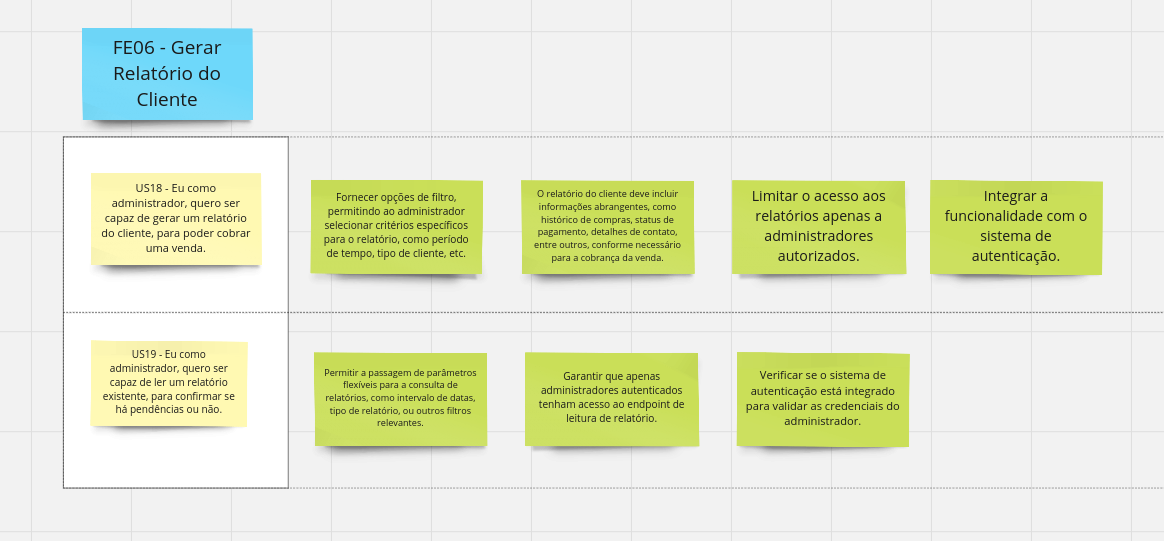 FE06 - Gerar
Relatório do
Cliente
US18 - Eu como
administrador, quero ser
capaz de gerar um relatório
do cliente, para poder cobrar
uma venda.
Fornecer opções de filtro,
permitindo ao administrador
selecionar critérios específicos
para o relatório, como período
de tempo, tipo de cliente, etc.
O relatório do cliente deve incluir
informações abrangentes, como
histórico de compras, status de
pagamento, detalhes de contato,
entre outros, conforme necessário
para a cobrança da venda.
Limitar o acesso aos
relatórios apenas a
administradores
autorizados.
Integrar a
funcionalidade com o
sistema de
autenticação.
US19 - Eu como
administrador, quero ser
capaz de ler um relatório
existente, para confirmar se
há pendências ou não.
Permitir a passagem de parâmetros
flexíveis para a consulta de
relatórios, como intervalo de datas,
tipo de relatório, ou outros filtros
relevantes.
Garantir que apenas
administradores autenticados
tenham acesso ao endpoint de
leitura de relatório.
Verificar se o sistema de
autenticação está integrado
para validar as credenciais do
administrador.